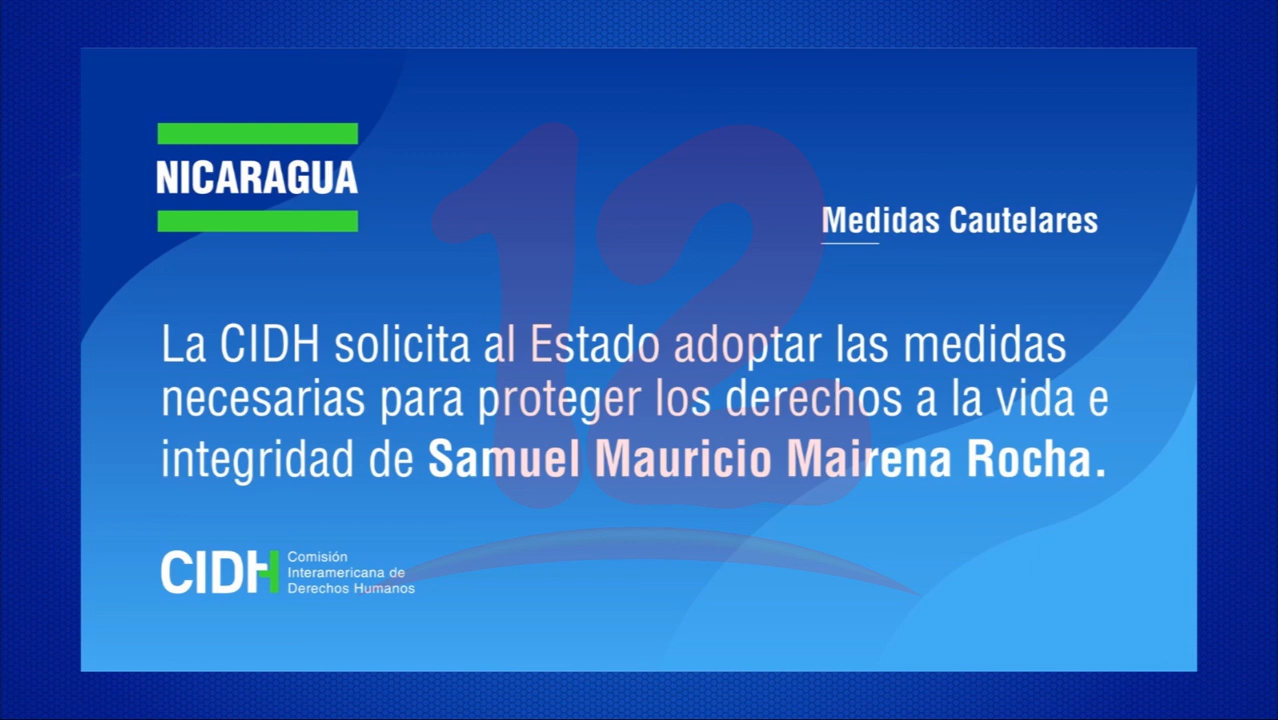 NICARAGUA
Medidas Cautelares
La CIDH solicita al Estado adoptar las medidas
necesarias para proteger los derechos a la vida e
integridad de Samuel Mauricio Mairena Rocha.
CIDH
Comisión
Interamericana de
Derechos Humanos
12